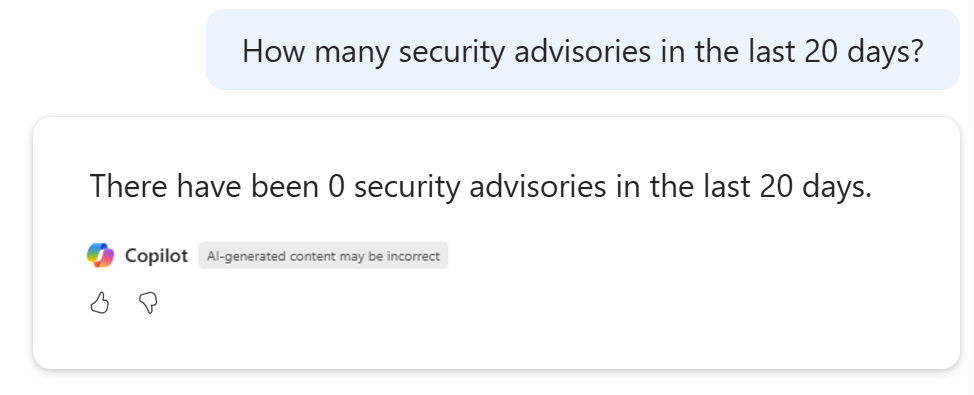 How many security advisories in the last 20 days?
There have been 0 security advisories in the last 20 days.
Copilot AI-generated content may be incorrect